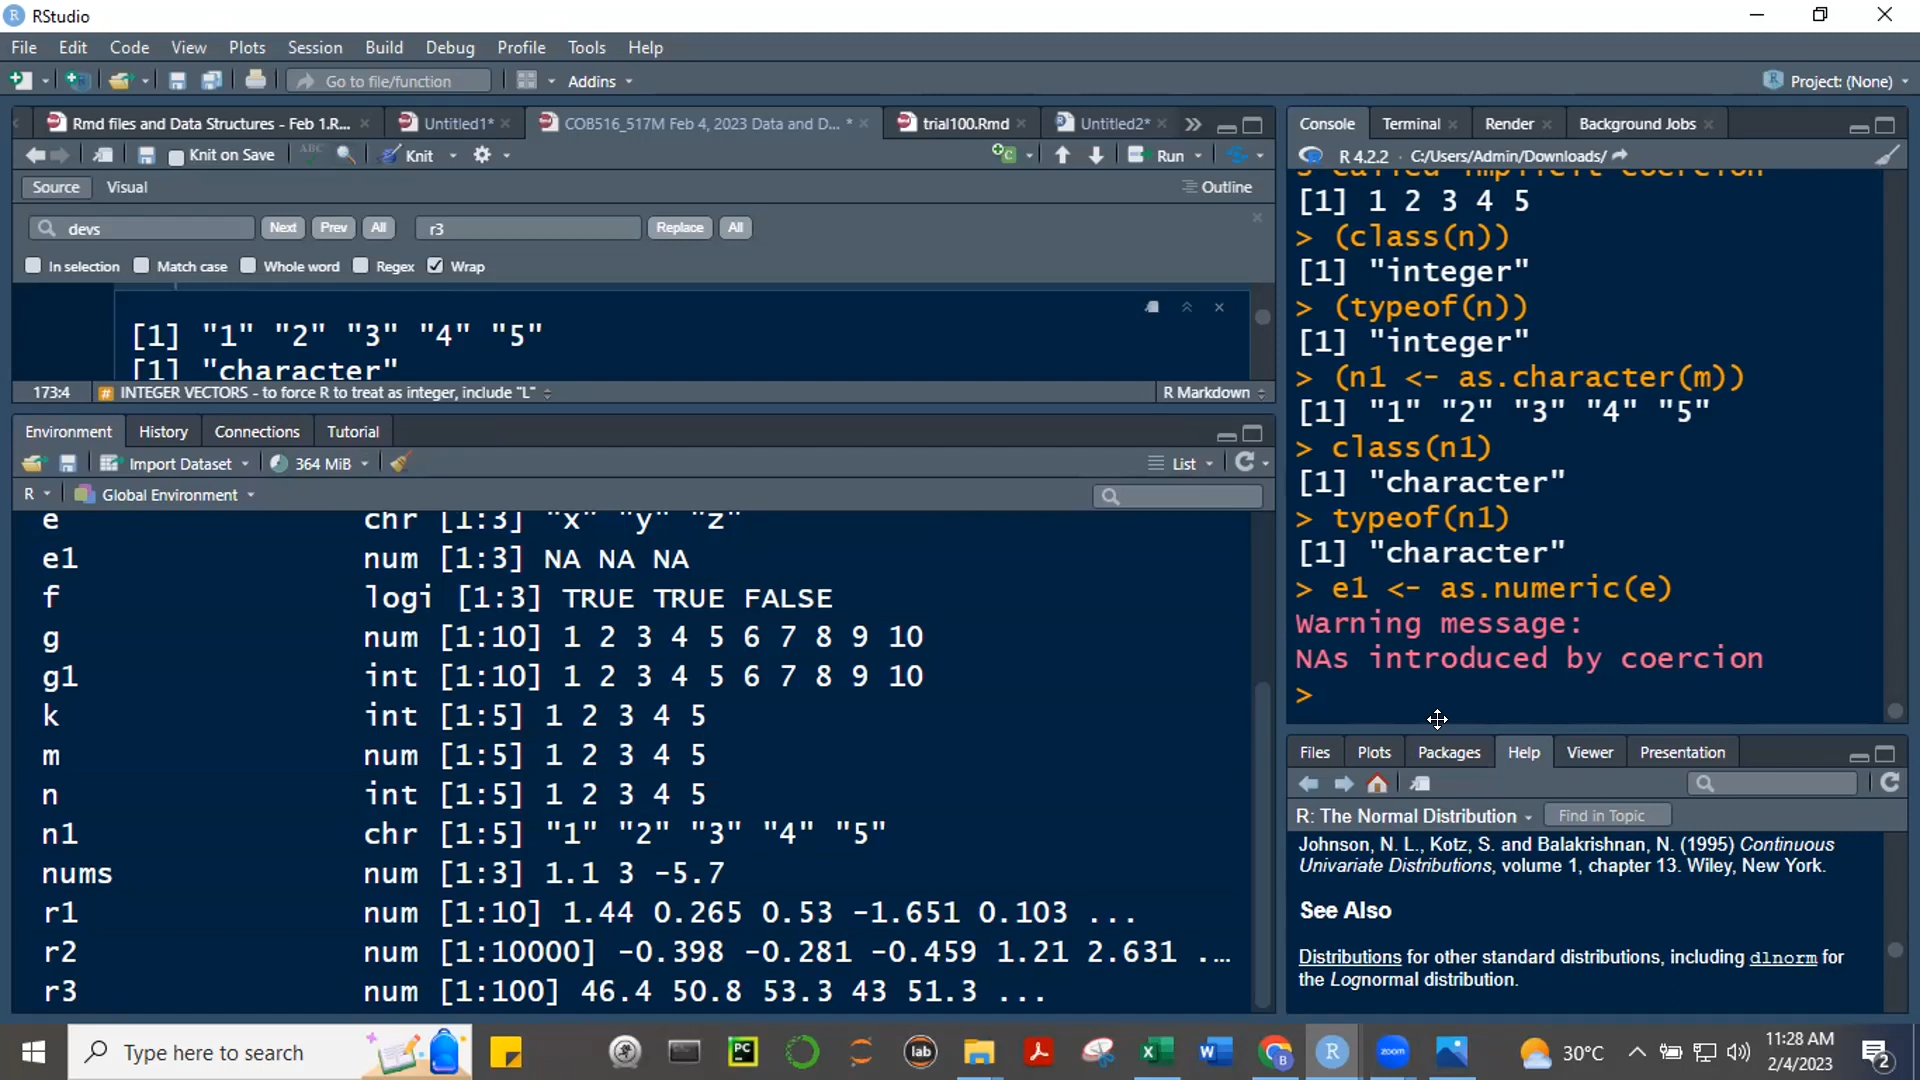 RStudio
File Edit Code View Plots Session Build Debug Profile Tools Help
Go to file/function Addins Project: (None)
Rmd files and Data Structures - Feb 1.R... Untitled1* COB516_517M Feb 4, 2023 Data and D... * trial100.Rmd Untitled2*
Knit on Save ABC Knit Run
Source Visual Outline
devs Next Prev All r3 Replace All
In selection Match case Whole word Regex Wrap
[1] "1" "2" "3" "4" "5"
[1] "character"
173:4 # INTEGER VECTORS - to force R to treat as integer, include "L" R Markdown
Environment History Connections Tutorial
Import Dataset 364 MiB List
R Global Environment
e chr [1:3] "x" "y" "z"
e1 num [1:3] NA NA NA
f logi [1:3] TRUE TRUE FALSE
g num [1:10] 1 2 3 4 5 6 7 8 9 10
g1 int [1:10] 1 2 3 4 5 6 7 8 9 10
k int [1:5] 1 2 3 4 5
m num [1:5] 1 2 3 4 5
n int [1:5] 1 2 3 4 5
n1 chr [1:5] "1" "2" "3" "4" "5"
nums num [1:3] 1.1 3 -5.7
r1 num [1:10] 1.44 0.265 0.53 -1.651 0.103 ...
r2 num [1:10000] -0.398 -0.281 -0.459 1.21 2.631 ...
r3 num [1:100] 46.4 50.8 53.3 43 51.3 ...
Console Terminal Render Background Jobs
R 4.2.2 · C:/Users/Admin/Downloads/
s called implicit coercion
[1] 1 2 3 4 5
> (class(n))
[1] "integer"
> (typeof(n))
[1] "integer"
> (n1 <- as.character(m))
[1] "1" "2" "3" "4" "5"
> class(n1)
[1] "character"
> typeof(n1)
[1] "character"
> e1 <- as.numeric(e)
Warning message:
NAs introduced by coercion
>
Files Plots Packages Help Viewer Presentation
R: The Normal Distribution Find in Topic
Johnson, N. L., Kotz, S. and Balakrishnan, N. (1995) Continuous
Univariate Distributions, volume 1, chapter 13. Wiley, New York.
See Also
Distributions for other standard distributions, including dlnorm for
the Lognormal distribution.
Type here to search PC lab zoom 30°C 11:28 AM
2/4/2023 2